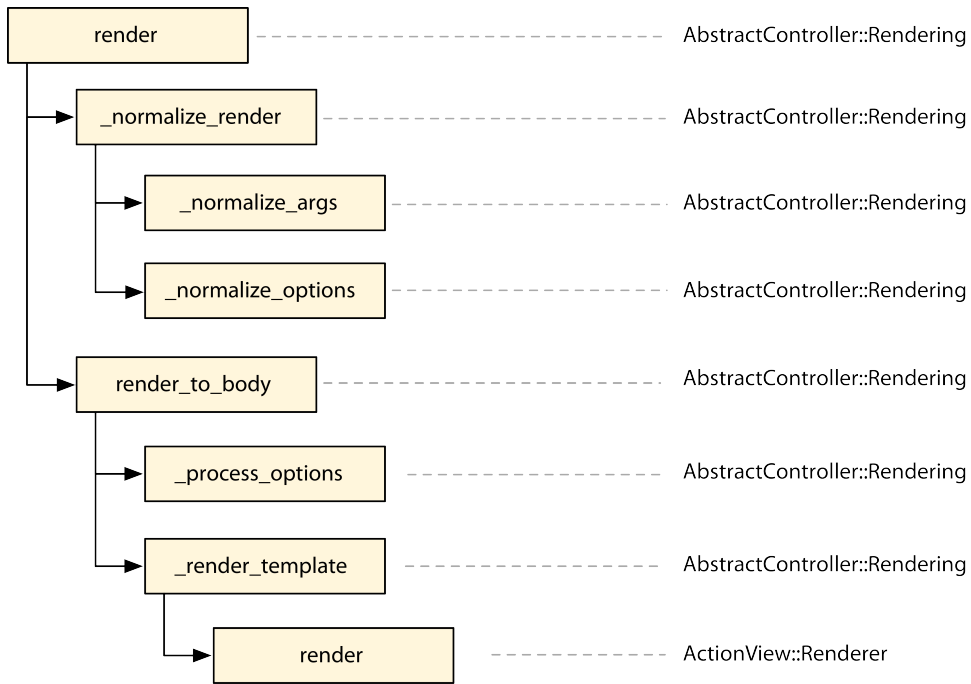 render AbstractController::Rendering
_normalize_render AbstractController::Rendering
_normalize_args AbstractController::Rendering
_normalize_options AbstractController::Rendering
render_to_body AbstractController::Rendering
_process_options AbstractController::Rendering
_render_template AbstractController::Rendering
render ActionView::Renderer